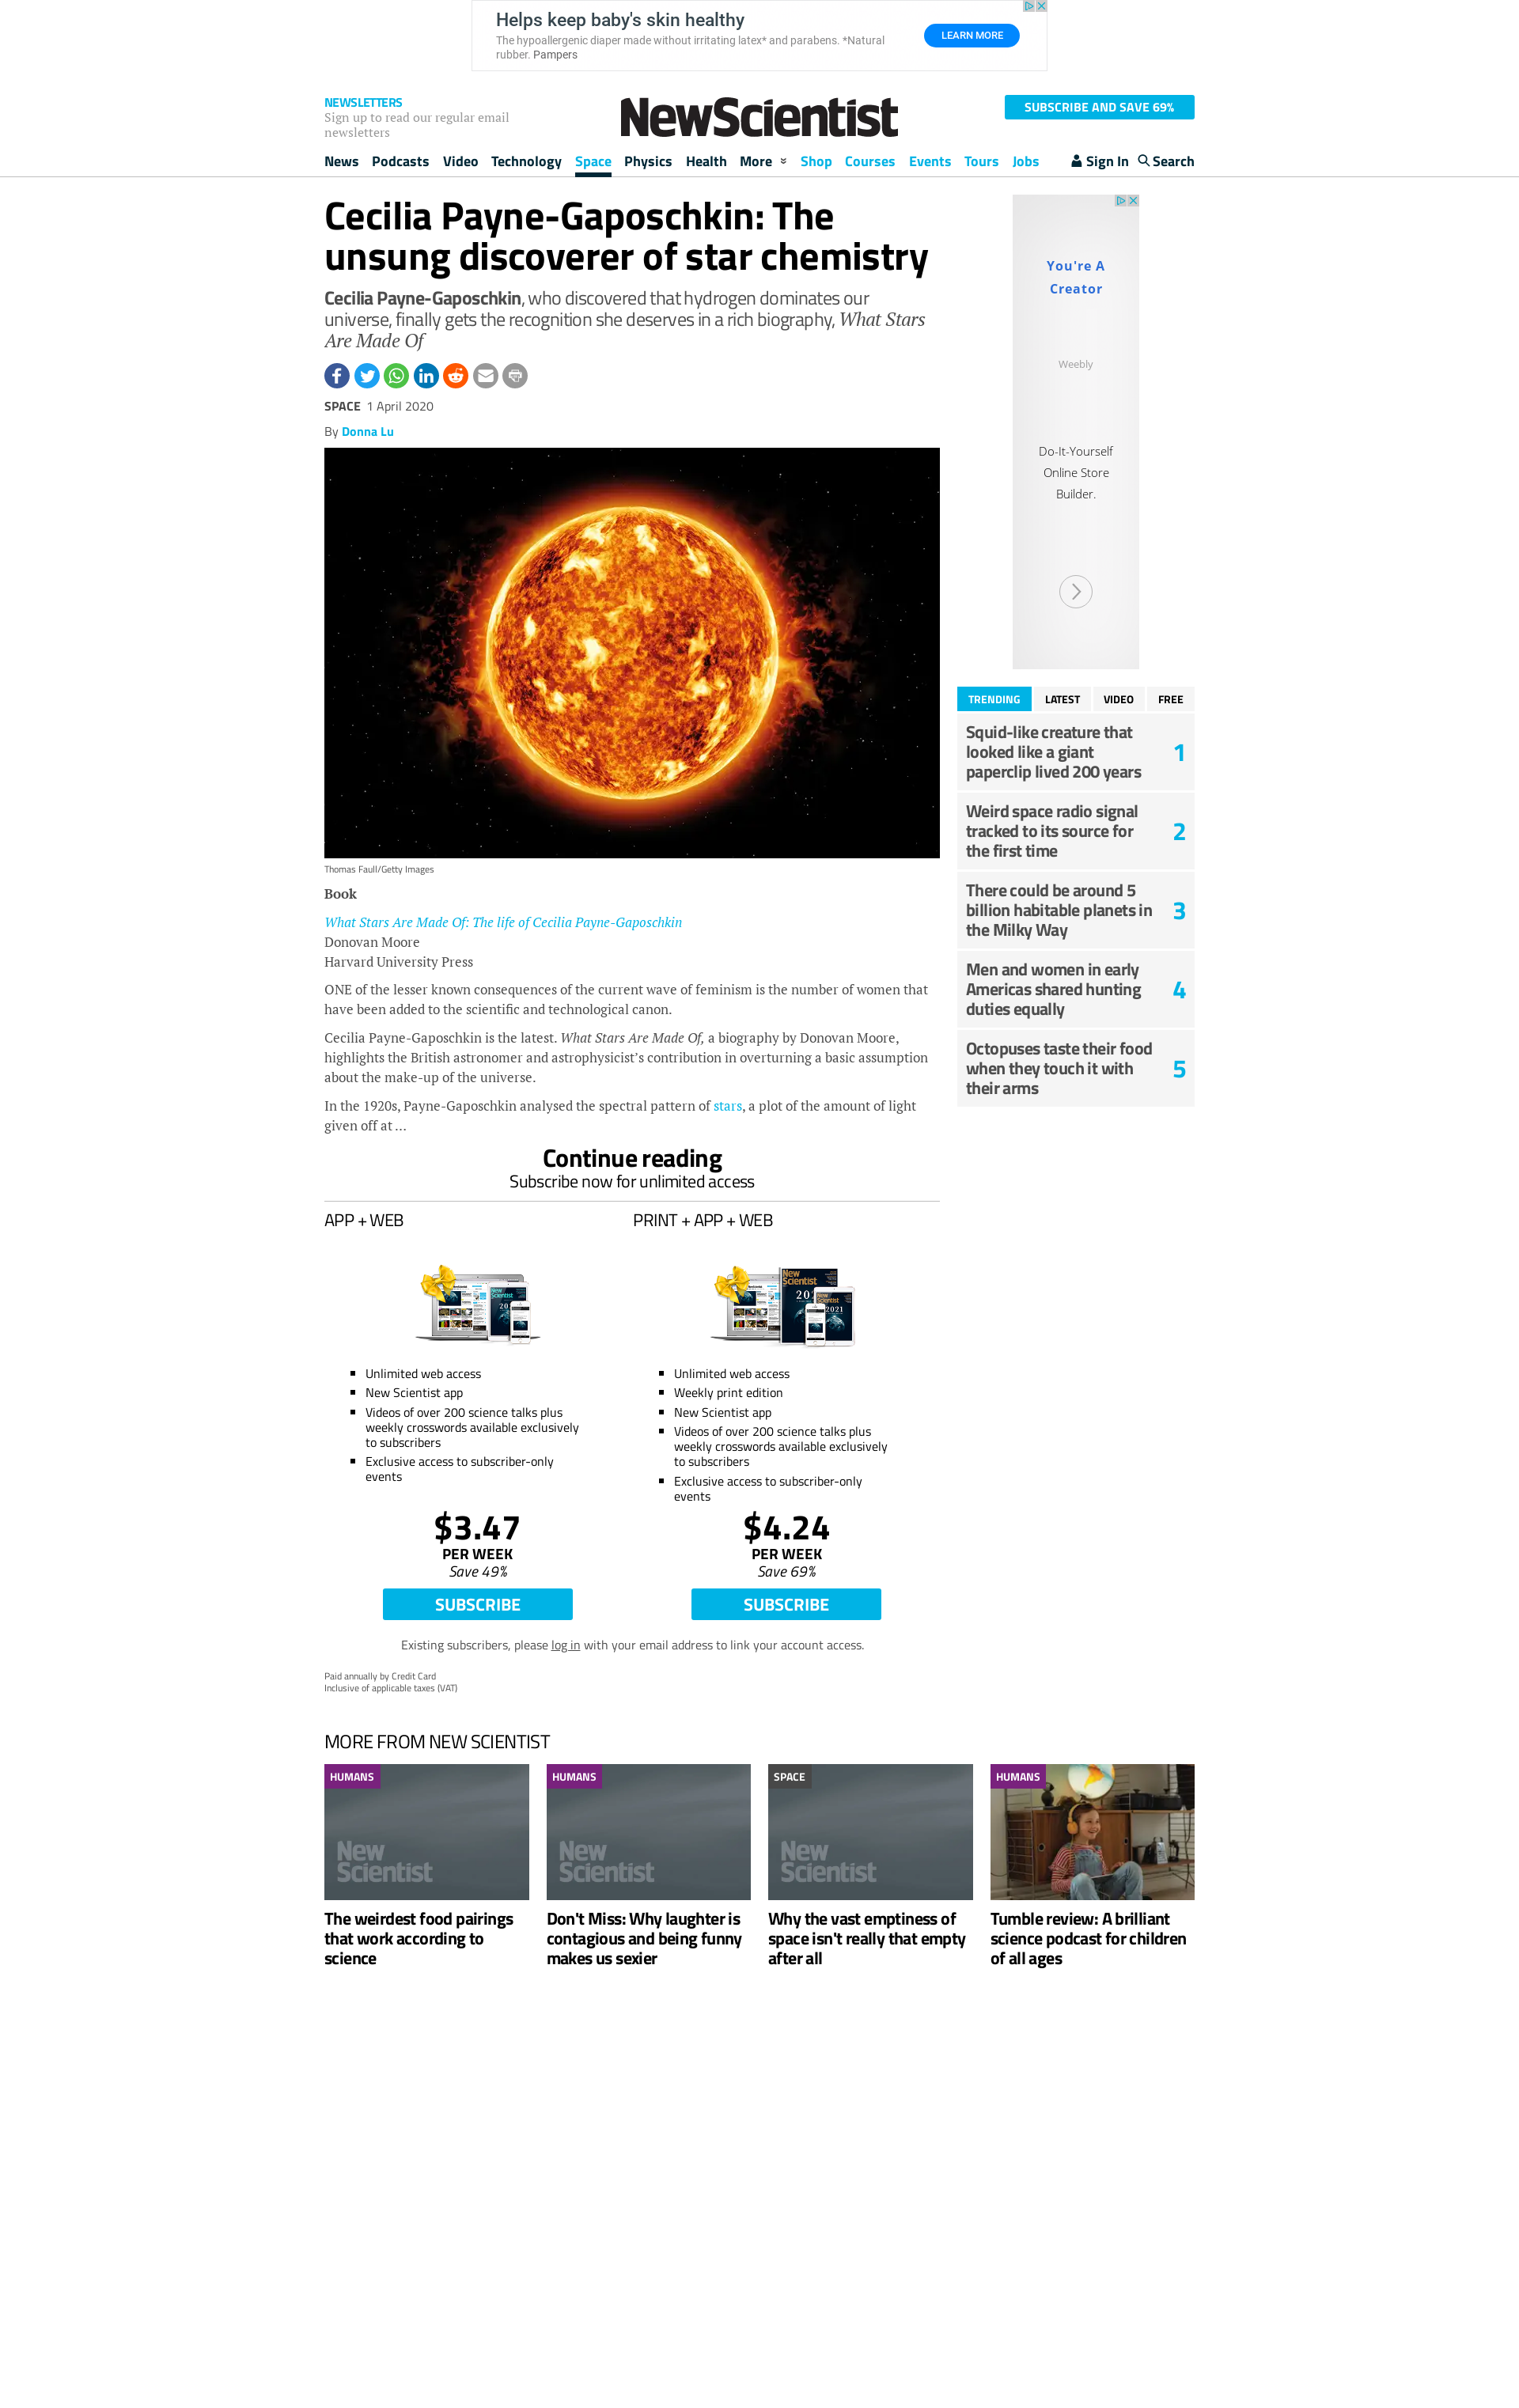 Helps keep baby's skin healthy
The hypoallergenic diaper made without irritating latex* and parabens. *Natural
rubber. Pampers
LEARN MORE
NEWSLETTERS
Sign up to read our regular email
newsletters
NewScientist
SUBSCRIBE AND SAVE 69%
News Podcasts Video Technology Space Physics Health More Shop Courses Events Tours Jobs Sign In Search
Cecilia Payne-Gaposchkin: The
unsung discoverer of star chemistry
Cecilia Payne-Gaposchkin, who discovered that hydrogen dominates our
universe, finally gets the recognition she deserves in a rich biography, What Stars
Are Made Of
SPACE 1 April 2020
By Donna Lu
Thomas Faull/Getty Images
Book
What Stars Are Made Of: The life of Cecilia Payne-Gaposchkin
Donovan Moore
Harvard University Press
ONE of the lesser known consequences of the current wave of feminism is the number of women that
have been added to the scientific and technological canon.
Cecilia Payne-Gaposchkin is the latest. What Stars Are Made Of, a biography by Donovan Moore,
highlights the British astronomer and astrophysicist's contribution in overturning a basic assumption
about the make-up of the universe.
In the 1920s, Payne-Gaposchkin analysed the spectral pattern of stars, a plot of the amount of light
given off at ...
Continue reading
Subscribe now for unlimited access
APP + WEB
Unlimited web access
New Scientist app
Videos of over 200 science talks plus
weekly crosswords available exclusively
to subscribers
Exclusive access to subscriber-only
events
$3.47
PER WEEK
Save 49%
SUBSCRIBE
PRINT + APP + WEB
New
Scientist
2021
Unlimited web access
Weekly print edition
New Scientist app
Videos of over 200 science talks plus
weekly crosswords available exclusively
to subscribers
Exclusive access to subscriber-only
events
$4.24
PER WEEK
Save 69%
SUBSCRIBE
Existing subscribers, please log in with your email address to link your account access.
Paid annually by Credit Card
Inclusive of applicable taxes (VAT)
You're A
Creator
Weebly
Do-It-Yourself
Online Store
Builder.
TRENDING LATEST VIDEO FREE
Squid-like creature that
looked like a giant
paperclip lived 200 years
1
Weird space radio signal
tracked to its source for
the first time
2
There could be around 5
billion habitable planets in
the Milky Way
3
Men and women in early
Americas shared hunting
duties equally
4
Octopuses taste their food
when they touch it with
their arms
5
MORE FROM NEW SCIENTIST
HUMANS
New
Scientist
The weirdest food pairings
that work according to
science
HUMANS
New
Scientist
Don't Miss: Why laughter is
contagious and being funny
makes us sexier
SPACE
New
Scientist
Why the vast emptiness of
space isn't really that empty
after all
HUMANS
Tumble review: A brilliant
science podcast for children
of all ages